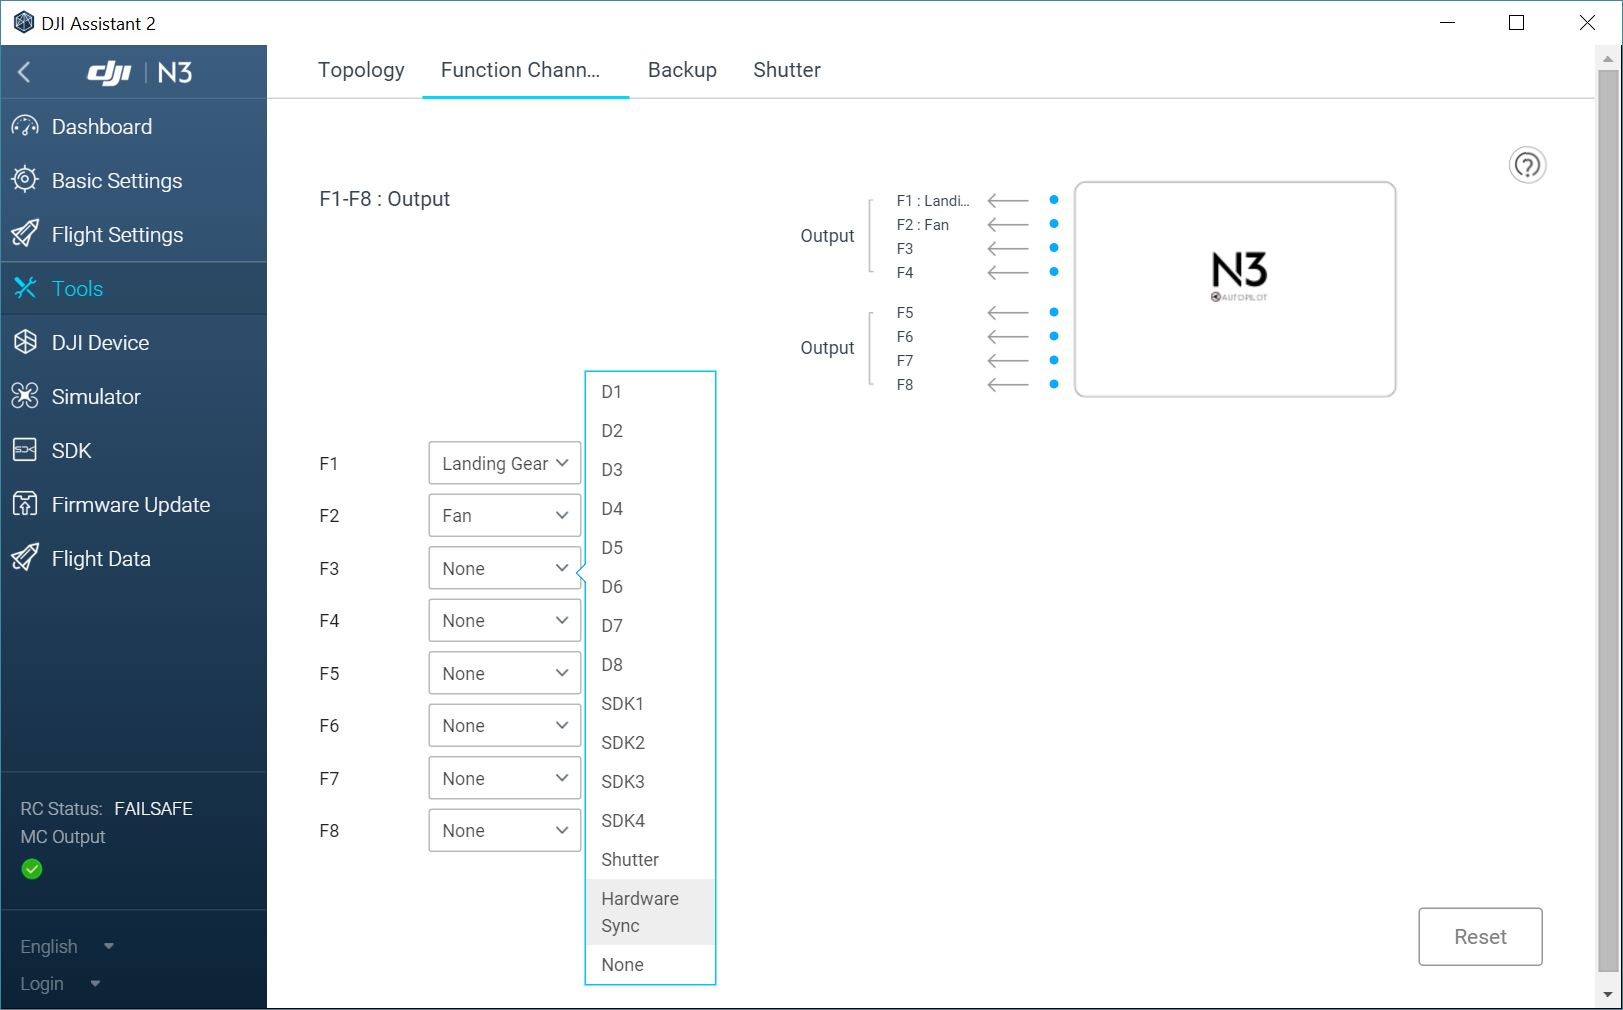 DJI Assistant 2
dji N3
Dashboard
Basic Settings
Flight Settings
Tools
DJI Device
Simulator
SDK
Firmware Update
Flight Data
RC Status: FAILSAFE
MC Output
English
Login
Topology Function Chann... Backup Shutter
F1-F8 : Output
Output
F1 : Landi...
F2 : Fan
F3
F4
Output
F5
F6
F7
F8
N3
AUTOPILOT
F1 Landing Gear
F2 Fan
F3 None
F4 None
F5 None
F6 None
F7 None
F8 None
D1
D2
D3
D4
D5
D6
D7
D8
SDK1
SDK2
SDK3
SDK4
Shutter
Hardware
Sync
None
Reset